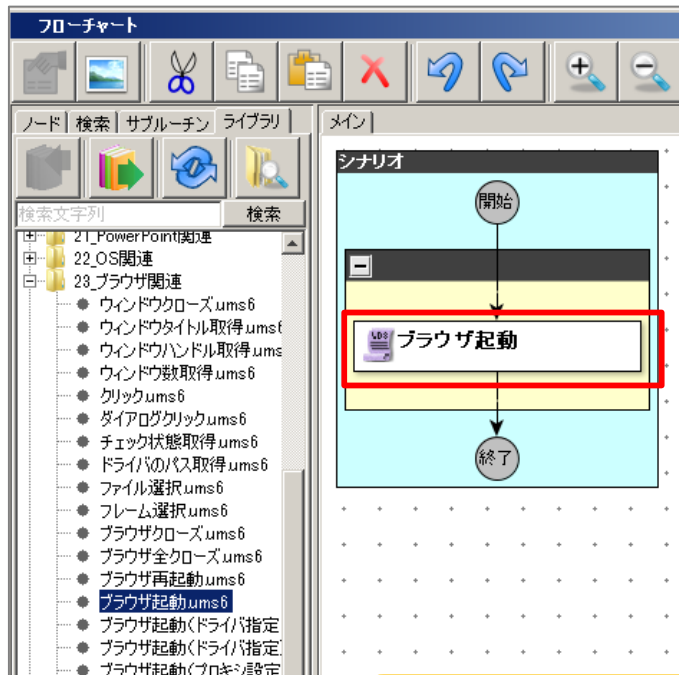 フローチャート
ノード 検索 サブルーチン ライブラリ
メイン
検索文字列 検索
21_PowerPoint関連
22_OS関連
23_ブラウザ関連
ウィンドウクローズ.ums6
ウィンドウタイトル取得.ums6
ウィンドウハンドル取得.ums
ウィンドウ数取得.ums6
クリック.ums6
ダイアログクリック.ums6
チェック状態取得.ums6
ドライバのパス取得.ums6
ファイル選択.ums6
フレーム選択.ums6
ブラウザクローズ.ums6
ブラウザ全クローズ.ums6
ブラウザ再起動.ums6
ブラウザ起動.ums6
ブラウザ起動(ドライバ指定
ブラウザ起動(ドライバ指定
ブラウザ起動(プロキシ設定
シナリオ
開始
ブラウザ起動
終了